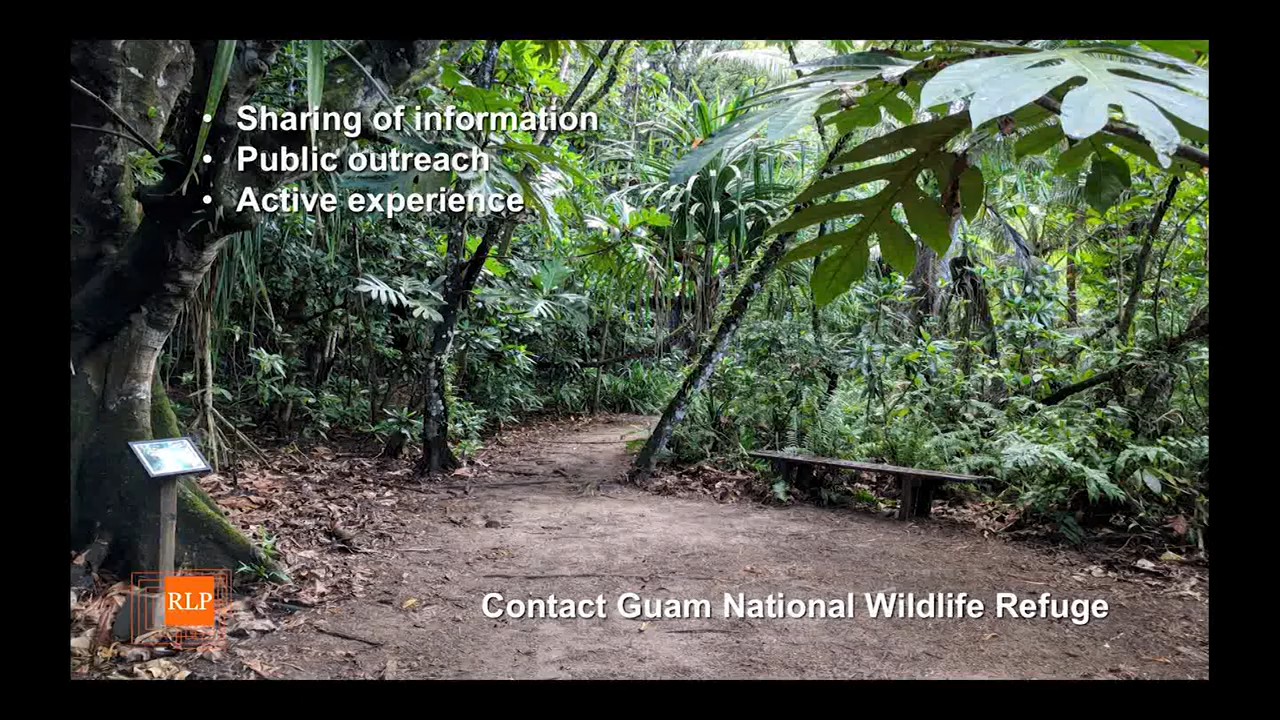 • Sharing of information
• Public outreach
• Active experience
RLP
Contact Guam National Wildlife Refuge